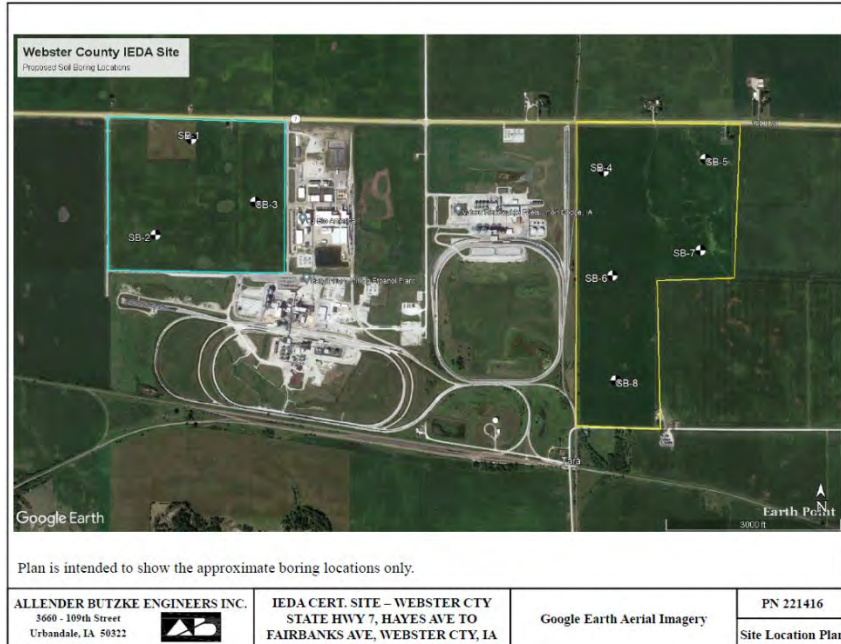 Webster County IEDA Site
Proposed Soil Boring Locations
7
SB-1
SB-4
SB-5
SB-3
SB-2
SB-7
SB-6
Ethanol Plant
SB-8
Tara
N
Google Earth
Earth Point
3000 ft
Plan is intended to show the approximate boring locations only.
ALLENDER BUTZKE ENGINEERS INC.
3660 - 109th Street
Urbandale, IA 50322
IEDA CERT. SITE – WEBSTER CTY
STATE HWY 7, HAYES AVE TO
FAIRBANKS AVE, WEBSTER CTY, IA
Google Earth Aerial Imagery
PN 221416
Site Location Plan